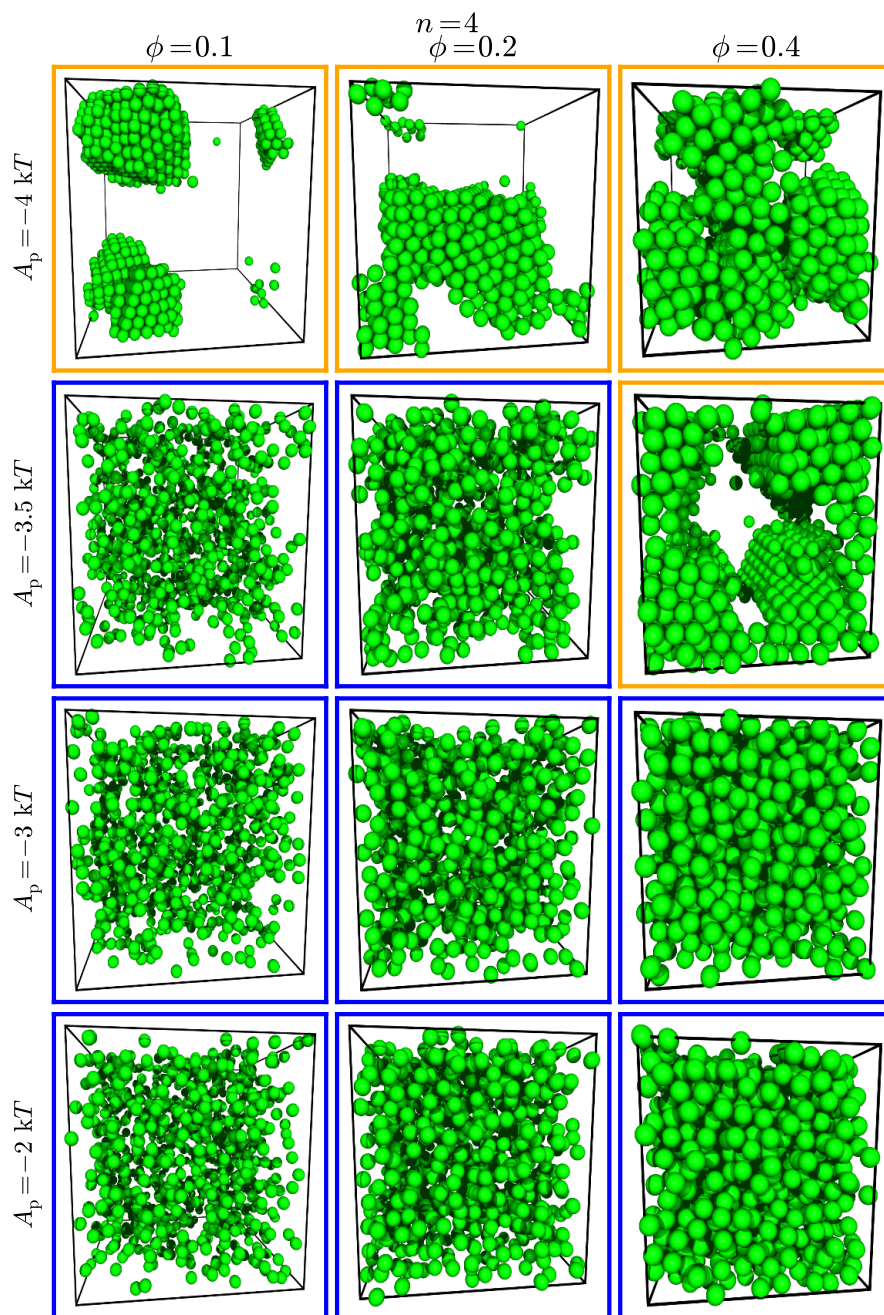 n=4
ϕ=0.1
ϕ=0.2
ϕ=0.4
A_p=−4 kT
A_p=−3.5 kT
A_p=−3 kT
A_p=−2 kT